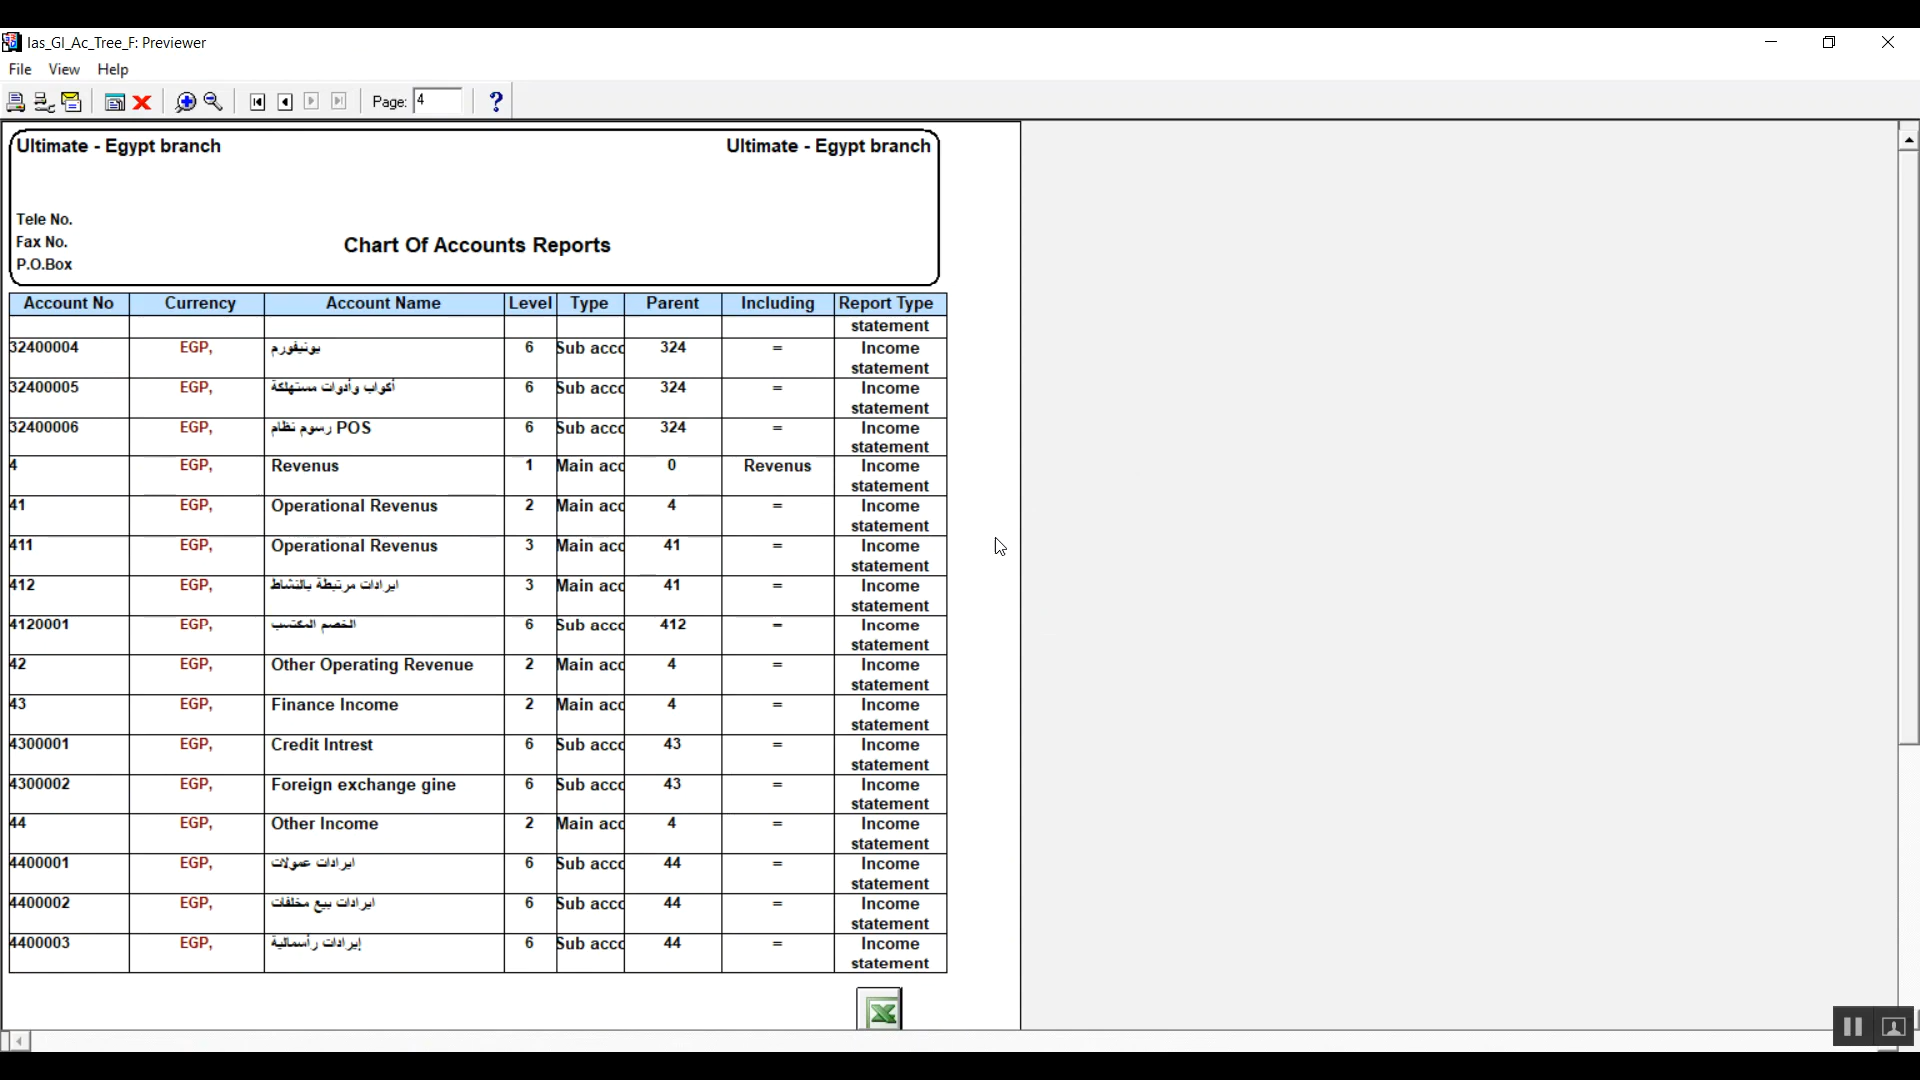 Ias_Gl_Ac_Tree_F: Previewer
File View Help
Page: 4
Ultimate - Egypt branch Ultimate - Egypt branch
Tele No.
Fax No.
Chart Of Accounts Reports
P.O.Box
Account No Currency Account Name Level Type Parent Including Report Type
statement
32400004 EGP, يونيفورم 6 Sub acco 324 = Income
statement
32400005 EGP, أكواب وأدوات مستهلكة 6 Sub acco 324 = Income
statement
32400006 EGP, رسوم نظام POS 6 Sub acco 324 = Income
statement
4 EGP, Revenus 1 Main acc 0 Revenus Income
statement
41 EGP, Operational Revenus 2 Main acc 4 = Income
statement
411 EGP, Operational Revenus 3 Main acc 41 = Income
statement
412 EGP, ايرادات مرتبطة بالنشاط 3 Main acc 41 = Income
statement
4120001 EGP, الخصم المكتسب 6 Sub acco 412 = Income
statement
42 EGP, Other Operating Revenue 2 Main acc 4 = Income
statement
43 EGP, Finance Income 2 Main acc 4 = Income
statement
4300001 EGP, Credit Intrest 6 Sub acco 43 = Income
statement
4300002 EGP, Foreign exchange gine 6 Sub acco 43 = Income
statement
44 EGP, Other Income 2 Main acc 4 = Income
statement
4400001 EGP, ايرادات عمولات 6 Sub acco 44 = Income
statement
4400002 EGP, ايرادات بيع مخلفات 6 Sub acco 44 = Income
statement
4400003 EGP, إيرادات رأسمالية 6 Sub acco 44 = Income
statement